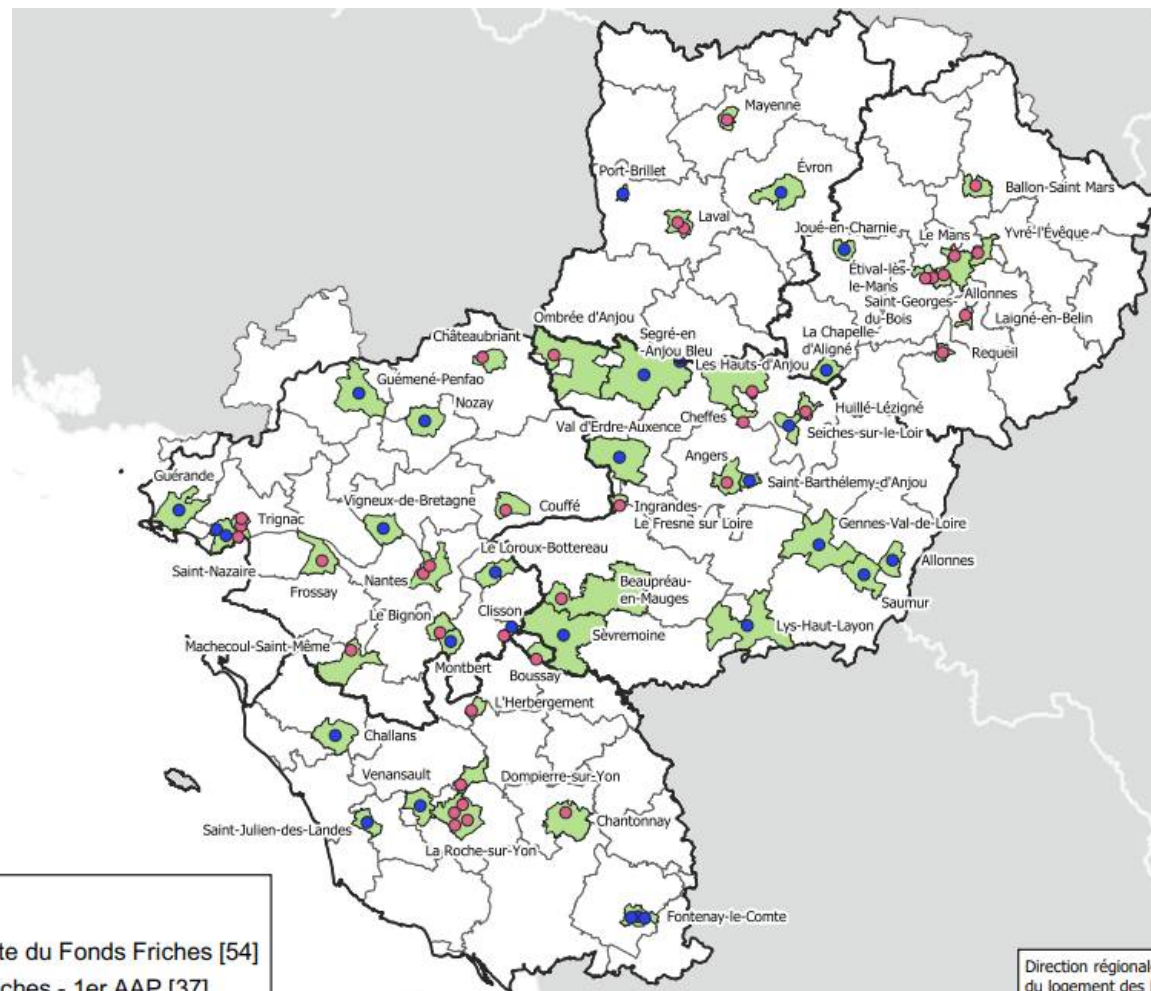 Mayenne
Port-Brillet
Évron
Ballon-Saint Mars
Laval
Joué-en-Charnie
Le Mans
Yvré-l'Évêque
Étival-lès-
le-Mans
Saint-Georges-
du-Bois
Allonnes
Laigné-en-Belin
Ombrée d'Anjou
Châteaubriant
Segré-en
-Anjou Bleu
La Chapelle-
d'Aligné
Requeil
Les Hauts-d'Anjou
Guémené-Penfao
Nozay
Cheffes
Huillé-Lézigné
Seiches-sur-le-Loir
Val d'Erdre-Auxence
Angers
Saint-Barthélemy-d'Anjou
Guérande
Vigneux-de-Bretagne
Couffé
Ingrandes-
Le Fresne sur Loire
Trignac
Gennes-Val-de-Loire
Saint-Nazaire
Le Loroux-Bottereau
Allonnes
Frossay
Nantes
Beaupréau-
en-Mauges
Saumur
Le Bignon
Clisson
Sèvremoine
Lys-Haut-Layon
Machecoul-Saint-Même
Montbert
Boussay
L'Herbergement
Challans
Venansault
Dompierre-sur-Yon
Saint-Julien-des-Landes
Chantonnay
La Roche-sur-Yon
Fontenay-le-Comte
te du Fonds Friches [54]
ches - 1er AAP [37]
Direction régionale
du logement des